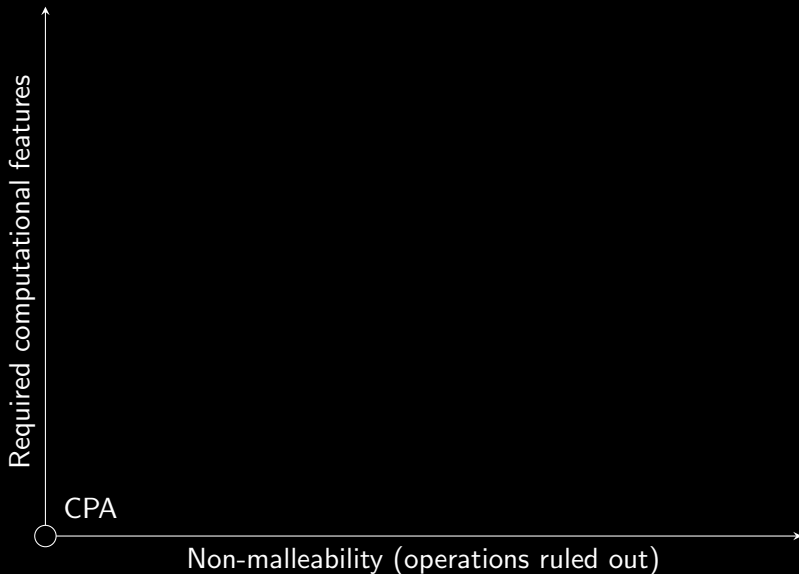 Required computational features
CPA
Non-malleability (operations ruled out)